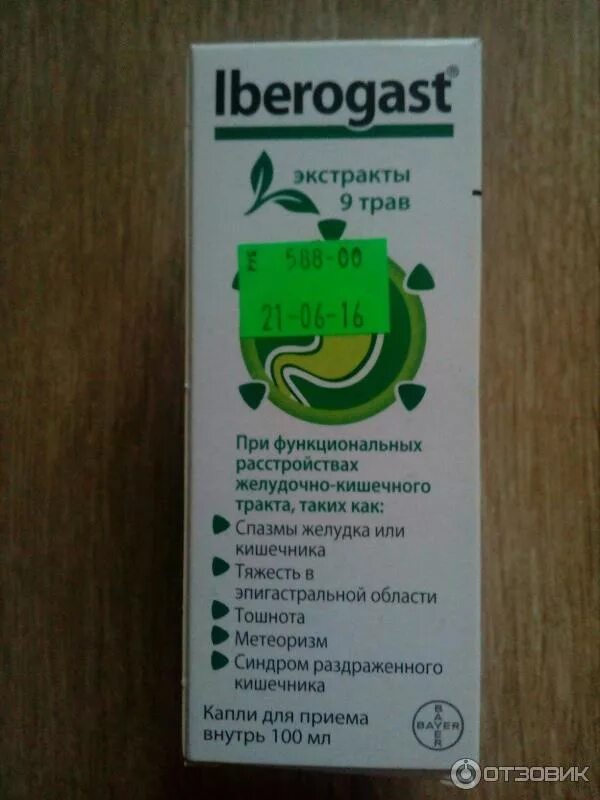 Iberogast®
экстракты
9 трав
РУБ 588-00
21-06-16
При функциональных
расстройствах
желудочно-кишечного
тракта, таких как:
Спазмы желудка или
кишечника
Тяжесть в
эпигастральной области
Тошнота
Метеоризм
Синдром раздраженного
кишечника
Капли для приема
внутрь 100 мл
BAYER
ОТЗОВИК